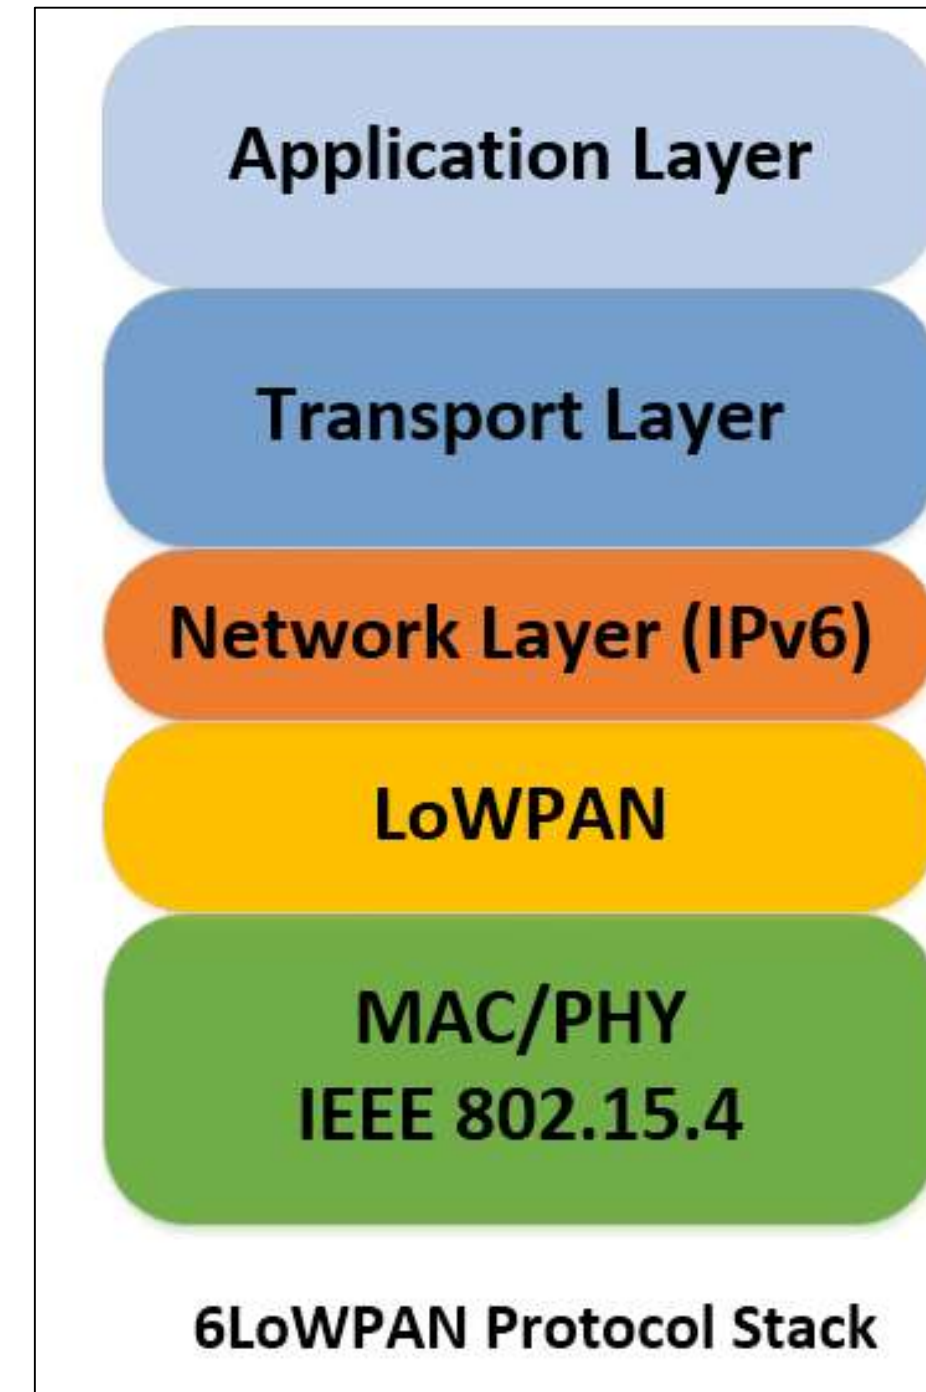 Application Layer
Transport Layer
Network Layer (IPv6)
LoWPAN
MAC/PHY
IEEE 802.15.4
6LoWPAN Protocol Stack